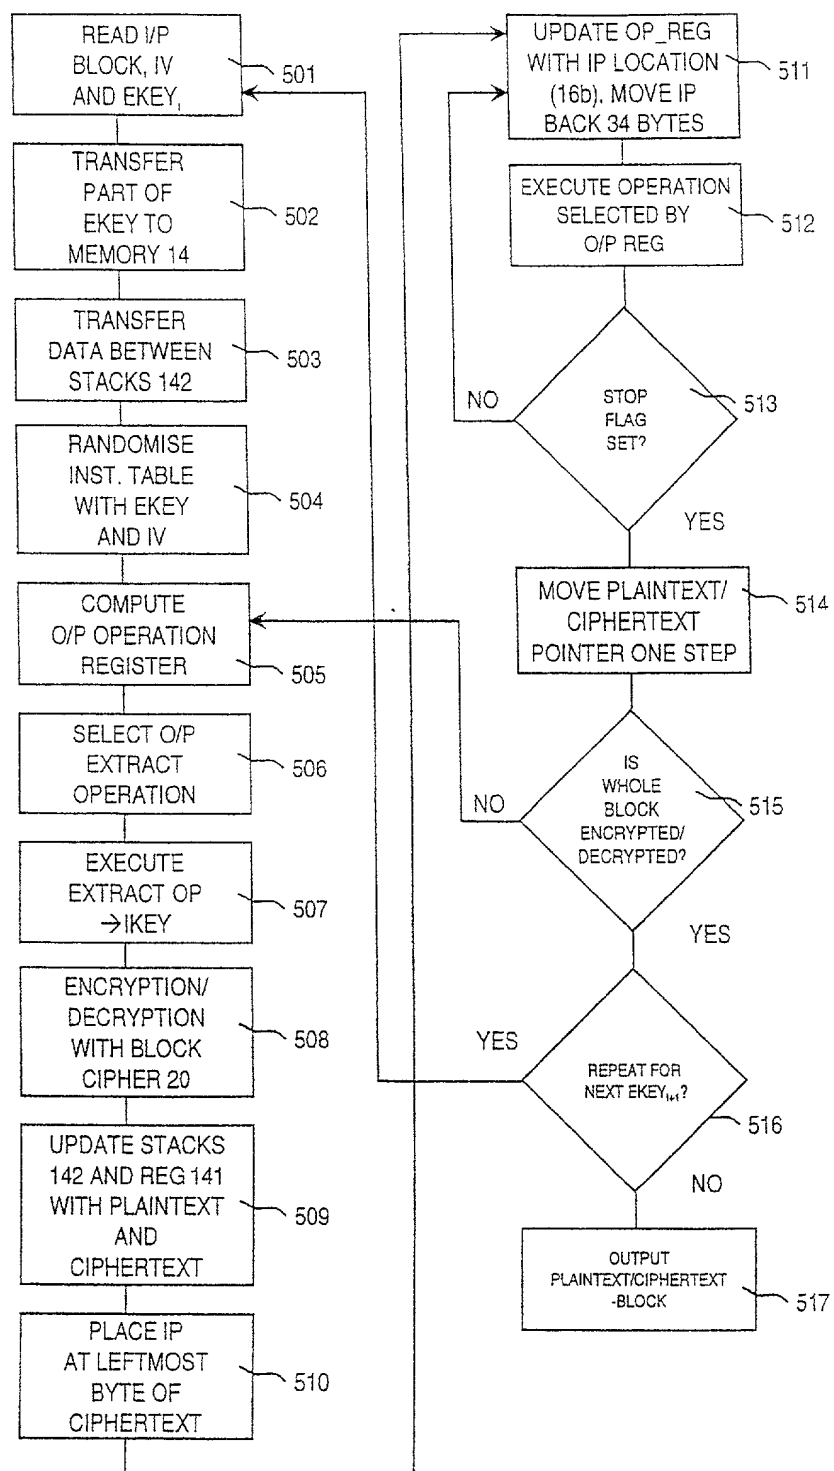 READ I/P
BLOCK, IV
AND EKEY,
501
TRANSFER
PART OF
EKEY TO
MEMORY 14
502
TRANSFER
DATA BETWEEN
STACKS 142
503
RANDOMISE
INST. TABLE
WITH EKEY
AND IV
504
COMPUTE
O/P OPERATION
REGISTER
505
SELECT O/P
EXTRACT
OPERATION
506
EXECUTE
EXTRACT OP
→IKEY
507
ENCRYPTION/
DECRYPTION
WITH BLOCK
CIPHER 20
508
UPDATE STACKS
142 AND REG 141
WITH PLAINTEXT
AND
CIPHERTEXT
509
PLACE IP
AT LEFTMOST
BYTE OF
CIPHERTEXT
510
UPDATE OP_REG
WITH IP LOCATION
(16b). MOVE IP
BACK 34 BYTES
511
EXECUTE OPERATION
SELECTED BY
O/P REG
512
STOP
FLAG
SET?
513
NO
YES
MOVE PLAINTEXT/
CIPHERTEXT
POINTER ONE STEP
514
IS
WHOLE
BLOCK
ENCRYPTED/
DECRYPTED?
515
NO
YES
REPEAT FOR
NEXT EKEYi+1?
516
YES
NO
OUTPUT
PLAINTEXT/CIPHERTEXT
-BLOCK
517